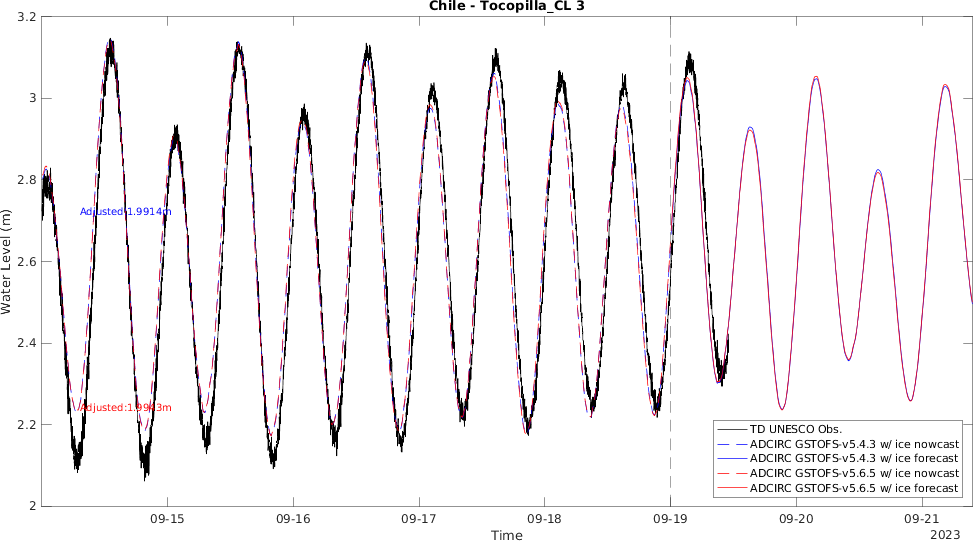 Chile - Tocopilla_CL 3
3.2
3
2.8
2.6
2.4
2.2
2
Water Level (m)
Adjusted:1.9914m
Adjusted:1.9943m
TD UNESCO Obs.
ADCIRC GSTOFS-v5.4.3 w/ ice nowcast
ADCIRC GSTOFS-v5.4.3 w/ ice forecast
ADCIRC GSTOFS-v5.6.5 w/ ice nowcast
ADCIRC GSTOFS-v5.6.5 w/ ice forecast
09-15 09-16 09-17 09-18 09-19 09-20 09-21
Time
2023